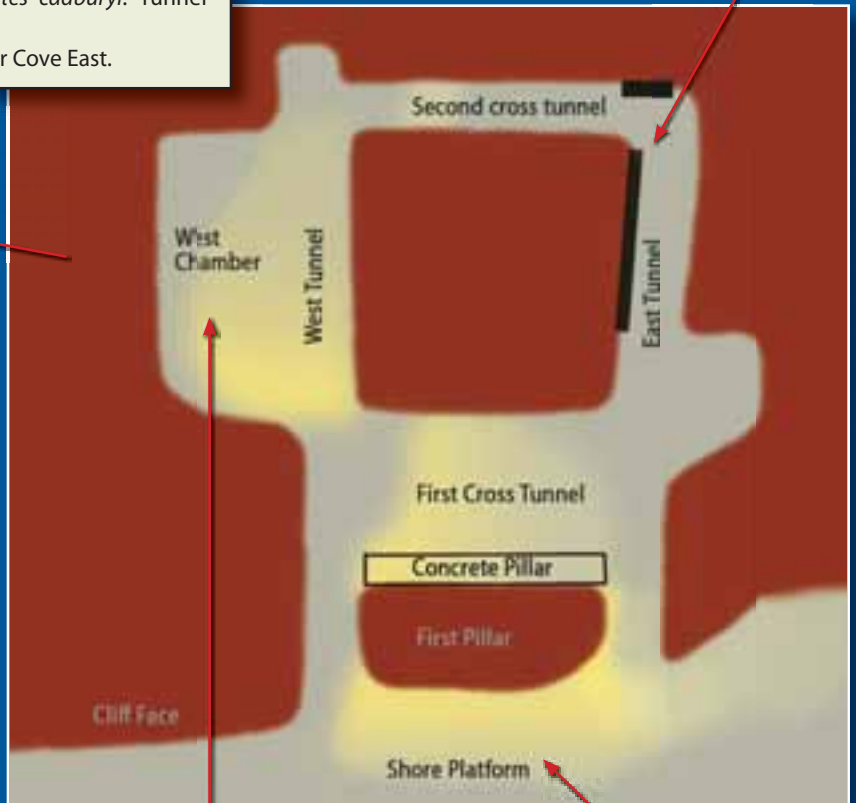 cadburyi. Tunnel
Cove East.
Second cross tunnel
West
Chamber
West Tunnel
East Tunnel
First Cross Tunnel
Concrete Pillar
First Pillar
Cliff Face
Shore Platform